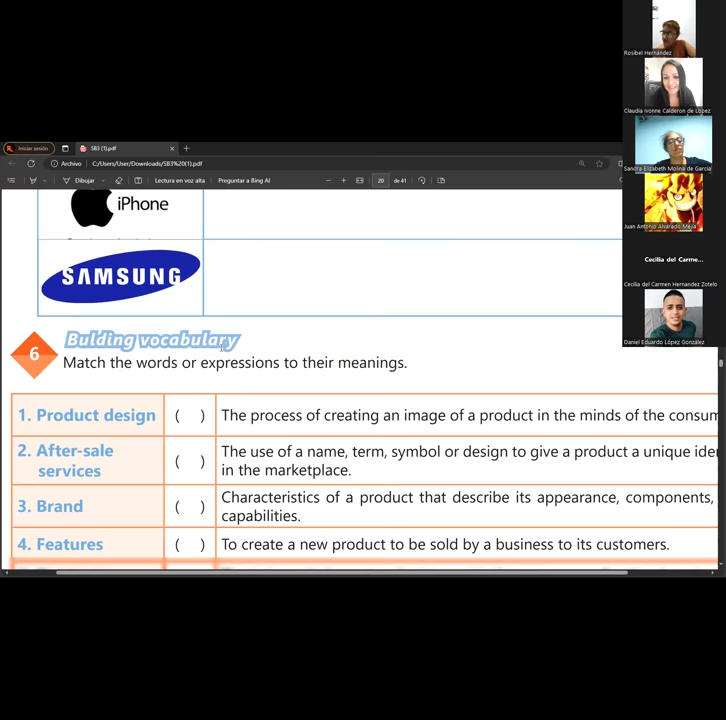 Rosibel Hernández
Claudia Ivonne Calderon de López
Sandra Elizabeth Molina de García
Juan Antonio Alvarado Mejia
Cecilia del Carme...
Cecilia del Carmen Hernandez Zotelo
Daniel Eduardo López González
Iniciar sesión
SB3 (1).pdf
Archivo
C:/Users/User/Downloads/SB3%20(1).pdf
Dibujar
Lectura en voz alta
Preguntar a Bing AI
20
de 41
iPhone
SAMSUNG
6
Bulding vocabulary
Match the words or expressions to their meanings.
1. Product design ( ) The process of creating an image of a product in the minds of the consum
2. After-sale services ( ) The use of a name, term, symbol or design to give a product a unique ide
in the marketplace.
3. Brand ( ) Characteristics of a product that describe its appearance, components,
capabilities.
4. Features ( ) To create a new product to be sold by a business to its customers.